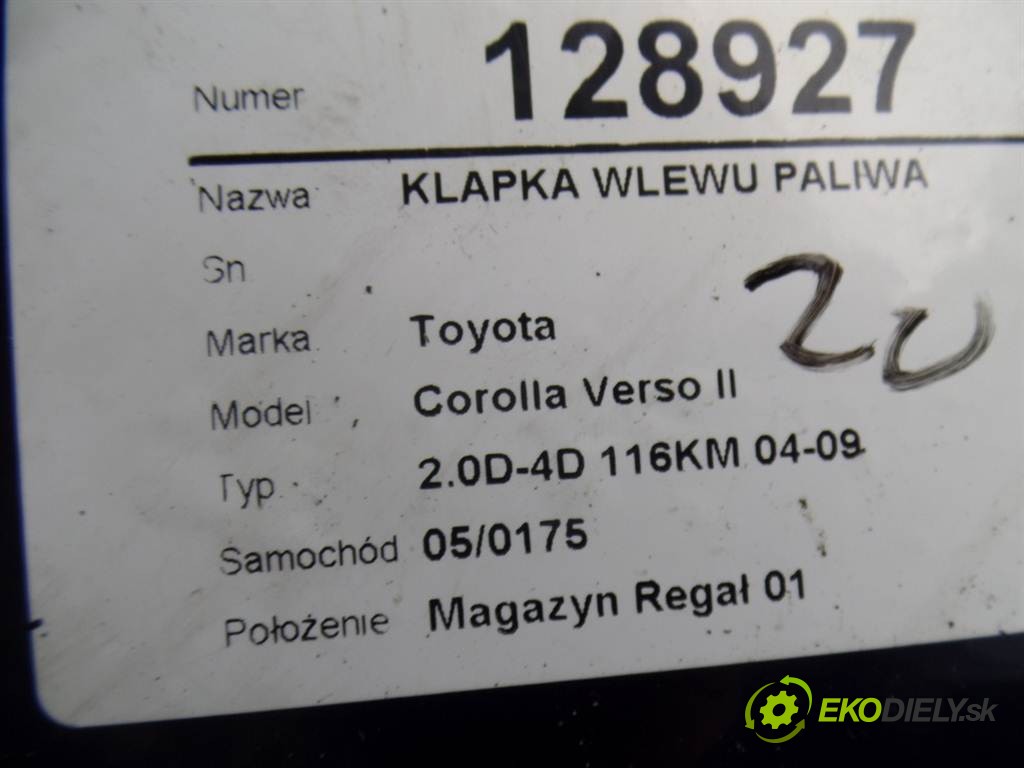 Numer 128927
Nazwa KLAPKA WLEWU PALIWA
Sn
Marka Toyota
Model Corolla Verso II
Typ 2.0D-4D 116KM 04-09
Samochód 05/0175
Położenie Magazyn Regał 01
20
EKODIELY.sk